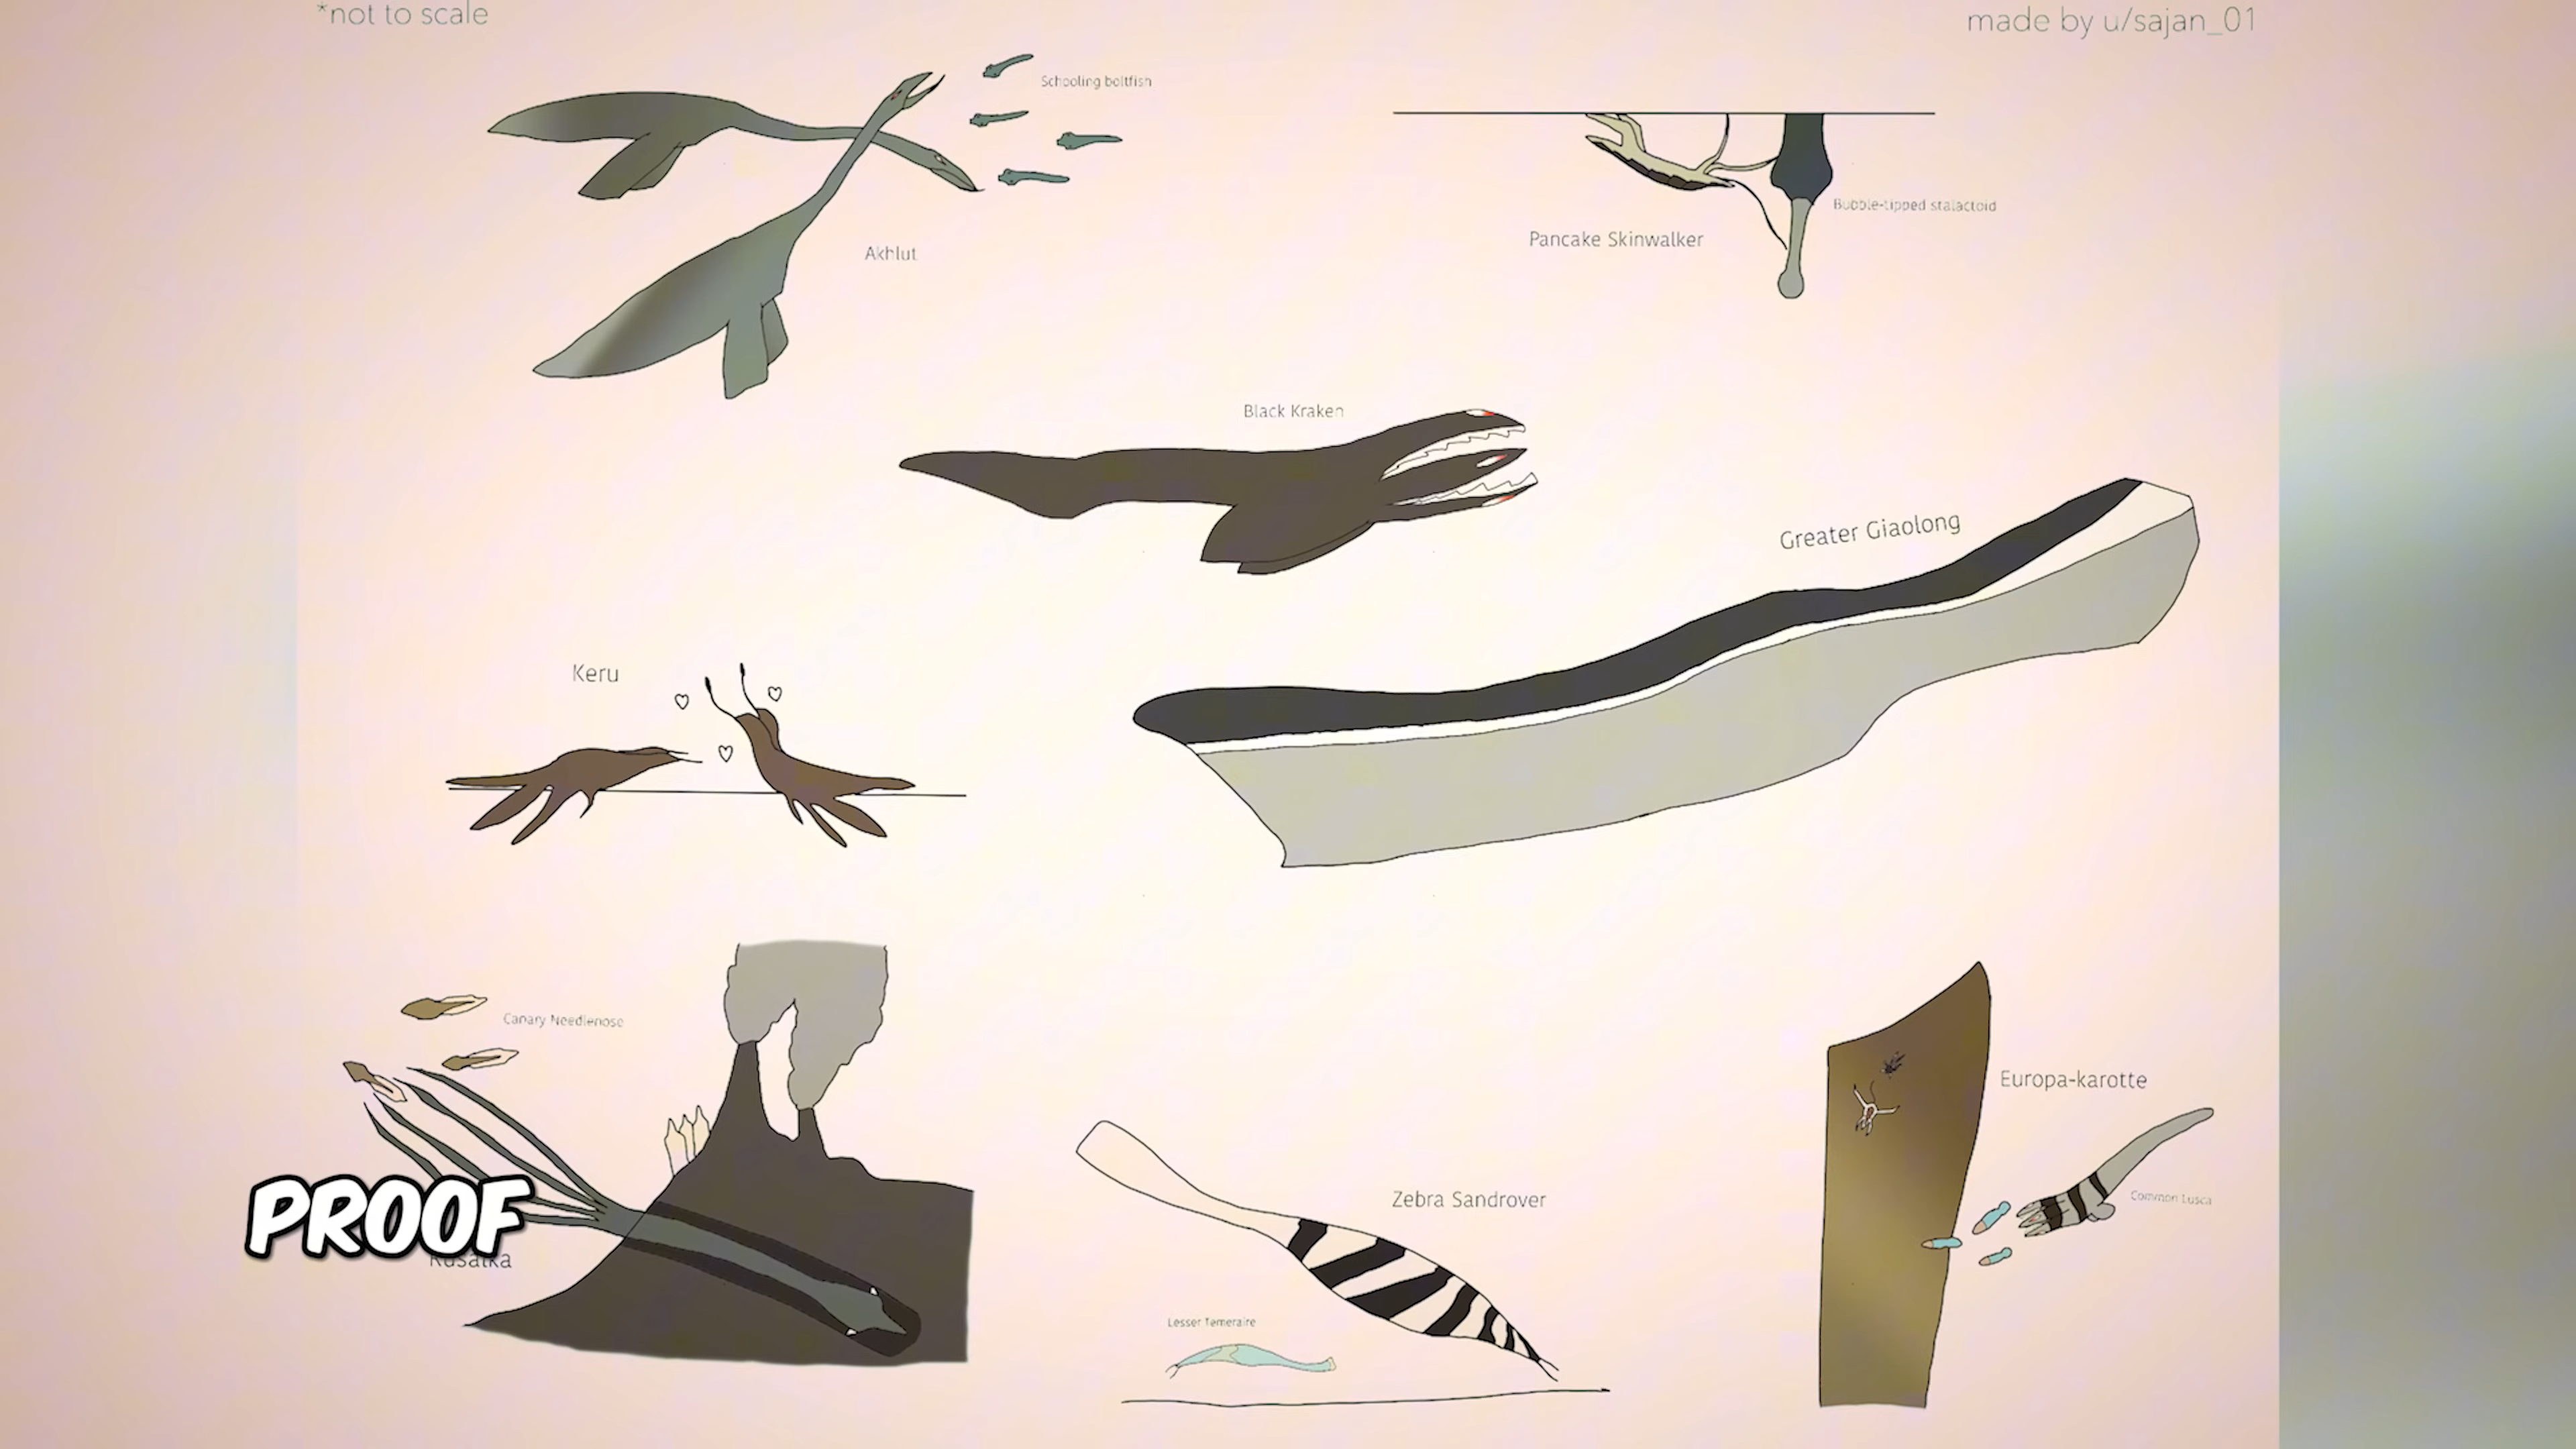 *not to scale
made by u/sajan_01
Schooling boltfish
Akhlut
Bubble-tipped stalactoid
Pancake Skinwalker
Black Kraken
Greater Giaolong
Keru
Canary Needlenose
Europa-karotte
Common Lusca
Zebra Sandrover
PROOF
Rusalka
Lesser Temeraire